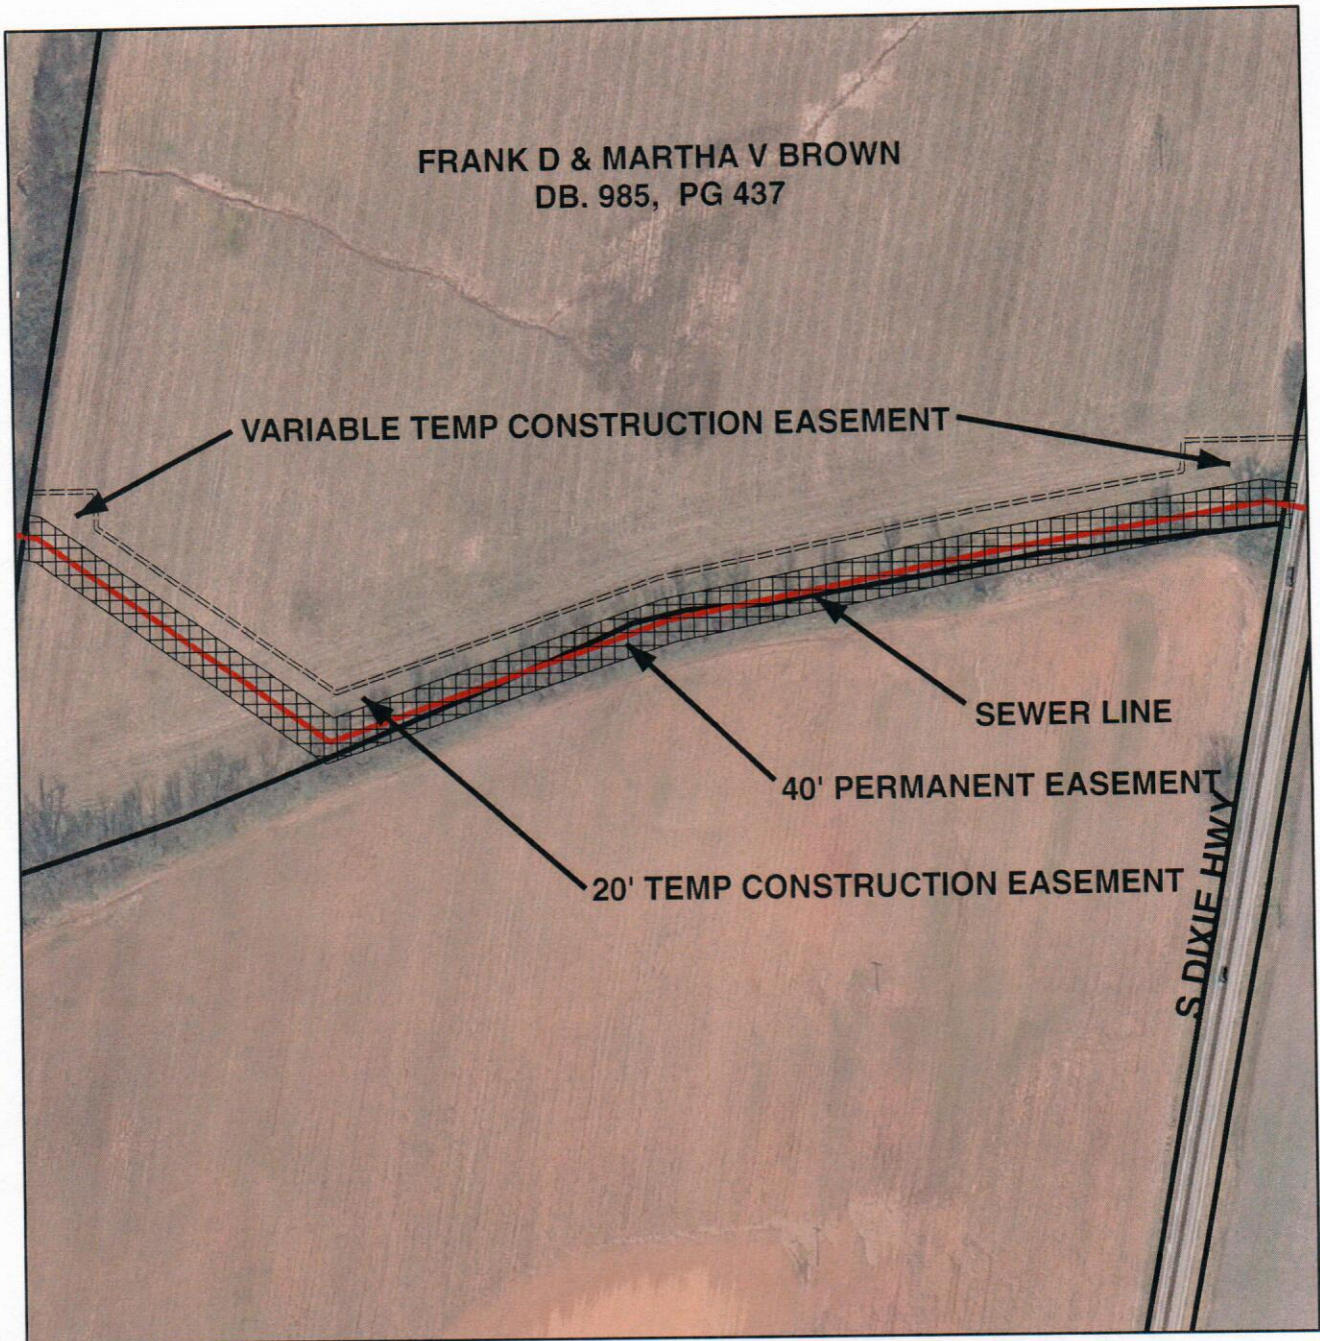 FRANK D & MARTHA V BROWN
DB. 985, PG 437
VARIABLE TEMP CONSTRUCTION EASEMENT
SEWER LINE
40' PERMANENT EASEMENT
20' TEMP CONSTRUCTION EASEMENT
S DIXIE HWY